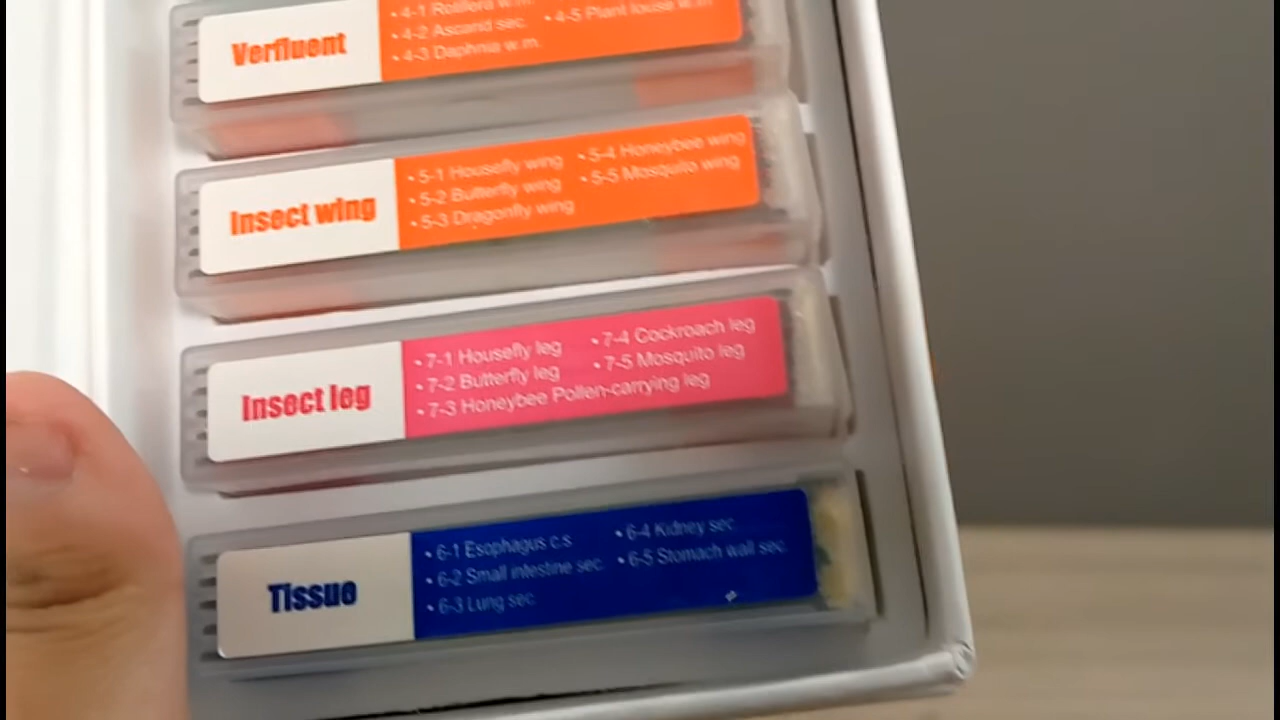 Verfluent
• 4-1 Rotifera w.m.
• 4-2 Ascarid sec.
• 4-3 Daphnia w.m.
• 4-5 Plant louse w.m
Insect wing
• 5-1 Housefly wing
• 5-2 Butterfly wing
• 5-3 Dragonfly wing
• 5-4 Honeybee wing
• 5-5 Mosquito wing
Insect leg
• 7-1 Housefly leg
• 7-2 Butterfly leg
• 7-3 Honeybee Pollen-carrying leg
• 7-4 Cockroach leg
• 7-5 Mosquito leg
Tissue
• 6-1 Esophagus c.s
• 6-2 Small intestine sec.
• 6-3 Lung sec.
• 6-4 Kidney sec.
• 6-5 Stomach wall sec.